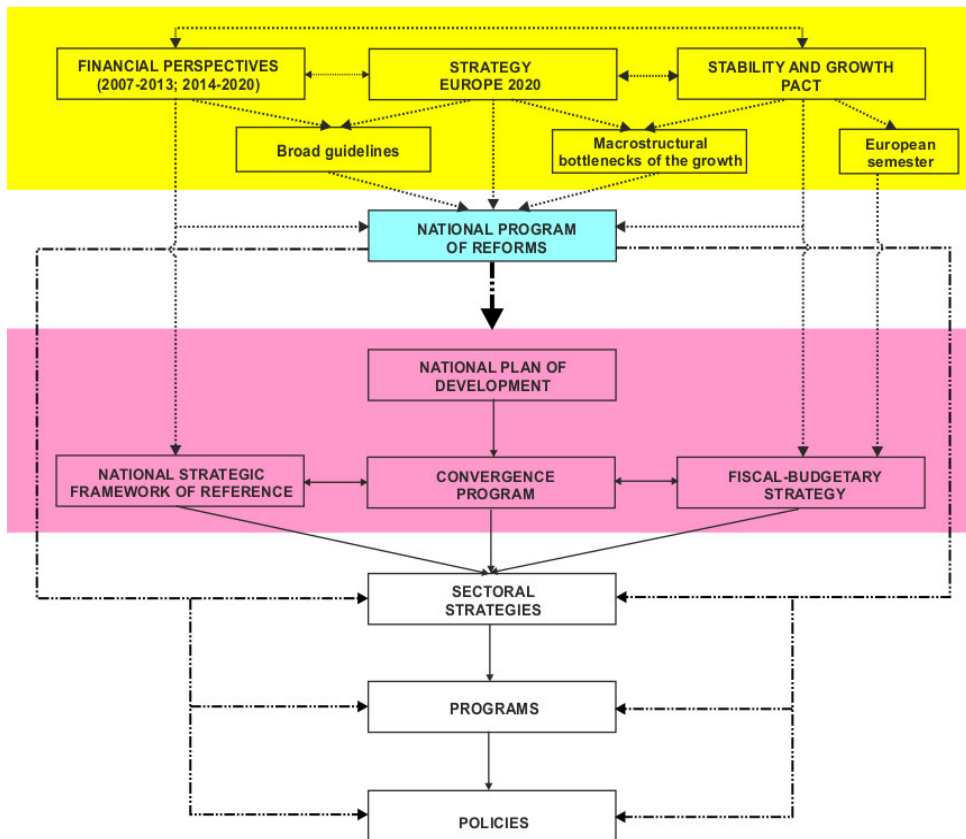 FINANCIAL PERSPECTIVES
(2007-2013; 2014-2020)
STRATEGY
EUROPE 2020
STABILITY AND GROWTH
PACT
Broad guidelines
Macrostructural
bottlenecks of the growth
European
semester
NATIONAL PROGRAM
OF REFORMS
NATIONAL PLAN OF
DEVELOPMENT
NATIONAL STRATEGIC
FRAMEWORK OF REFERENCE
CONVERGENCE
PROGRAM
FISCAL-BUDGETARY
STRATEGY
SECTORAL
STRATEGIES
PROGRAMS
POLICIES